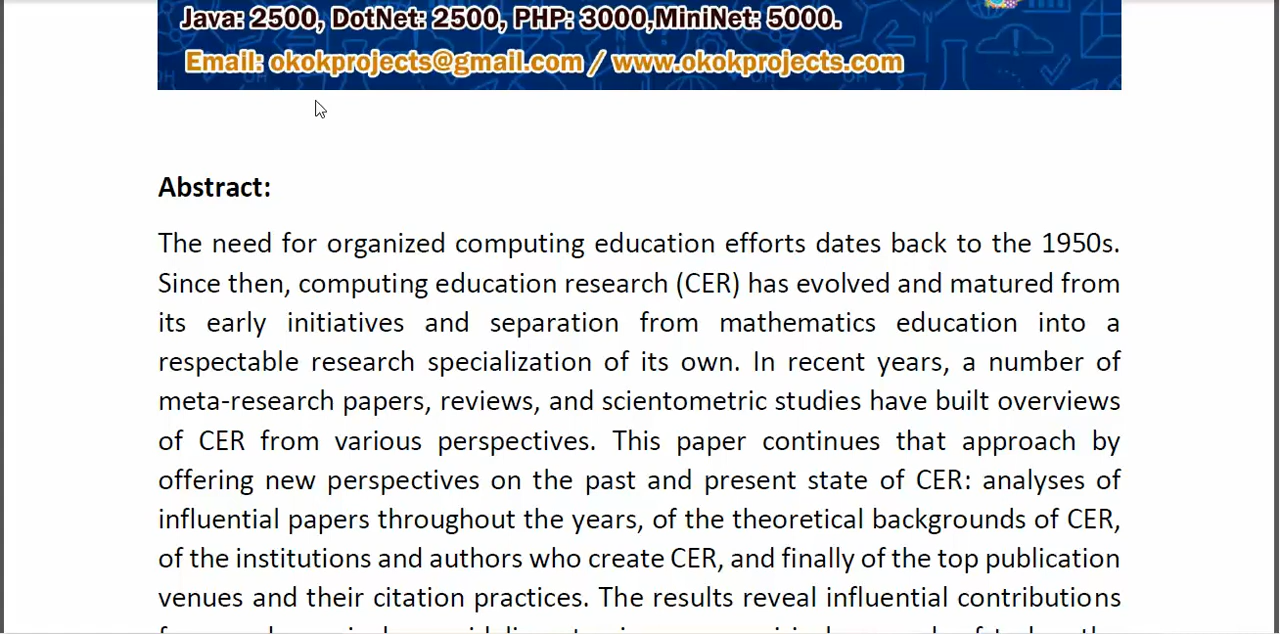 Java: 2500, DotNet: 2500, PHP: 3000,MiniNet: 5000.
Email: okokprojects@gmail.com / www.okokprojects.com
Abstract:
The need for organized computing education efforts dates back to the 1950s.
Since then, computing education research (CER) has evolved and matured from
its early initiatives and separation from mathematics education into a
respectable research specialization of its own. In recent years, a number of
meta-research papers, reviews, and scientometric studies have built overviews
of CER from various perspectives. This paper continues that approach by
offering new perspectives on the past and present state of CER: analyses of
influential papers throughout the years, of the theoretical backgrounds of CER,
of the institutions and authors who create CER, and finally of the top publication
venues and their citation practices. The results reveal influential contributions